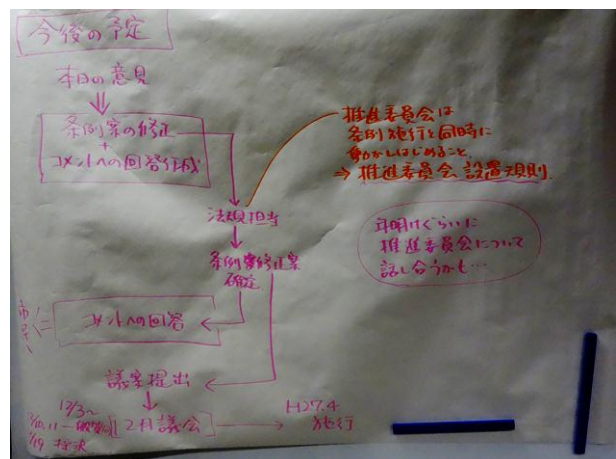 今後の予定
本日の意見
条例案の修正
+
コメントへの回答作成
推進委員会は
条例施行と同時に
動かしはじめること
⇒ 推進委員会 設置規則
法規担当
条例案修正案
確定
年明けぐらいに
推進委員会について
話し合うかも…
コメントへの回答
議案提出
[2月議会]
H27.4
施行